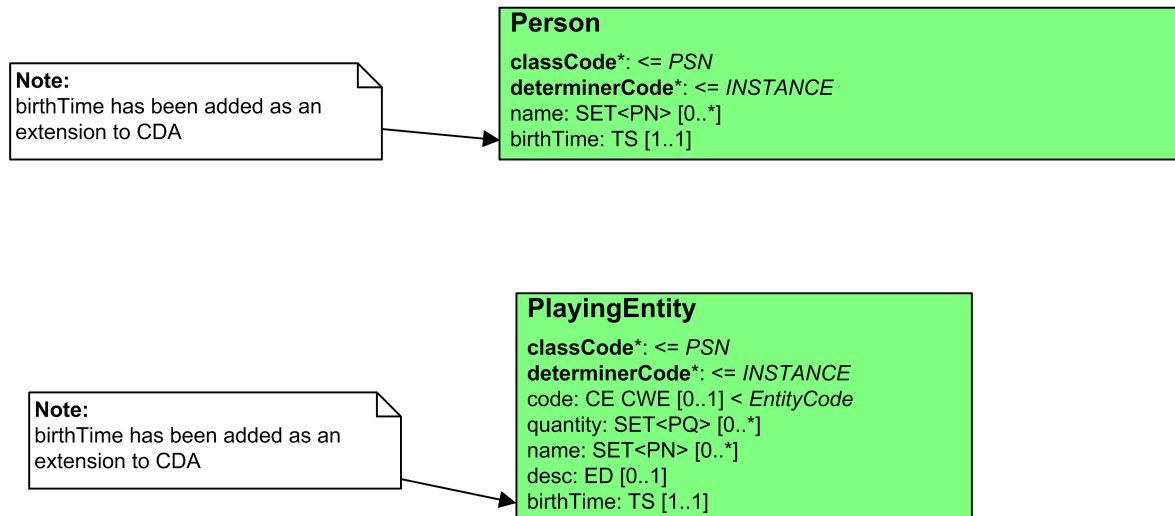 Person
classCode*: <= PSN
determinerCode*: <= INSTANCE
name: SET<PN> [0..*]
birthTime: TS [1..1]
Note:
birthTime has been added as an
extension to CDA
PlayingEntity
classCode*: <= PSN
determinerCode*: <= INSTANCE
code: CE CWE [0..1] < EntityCode
quantity: SET<PQ> [0..*]
name: SET<PN> [0..*]
desc: ED [0..1]
birthTime: TS [1..1]
Note:
birthTime has been added as an
extension to CDA